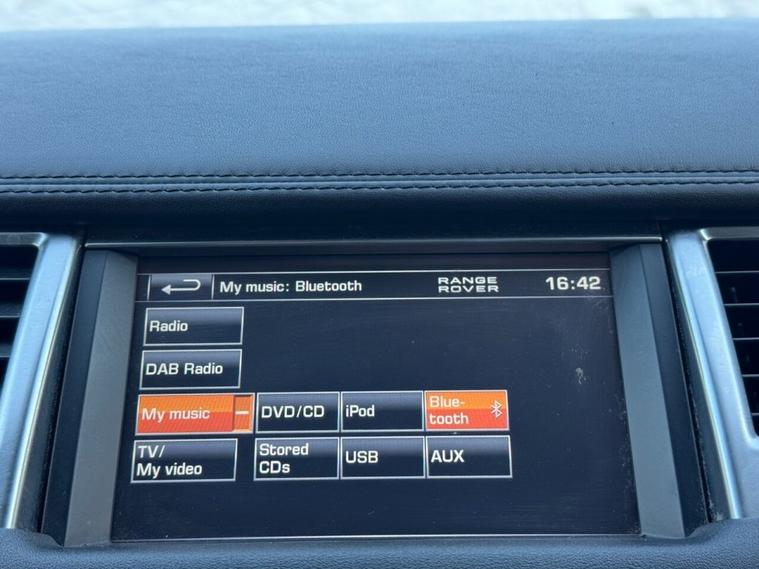 My music: Bluetooth
RANGE
ROVER
16:42
Radio
DAB Radio
My music
DVD/CD
iPod
Blue-
tooth
TV/
My video
Stored
CDs
USB
AUX